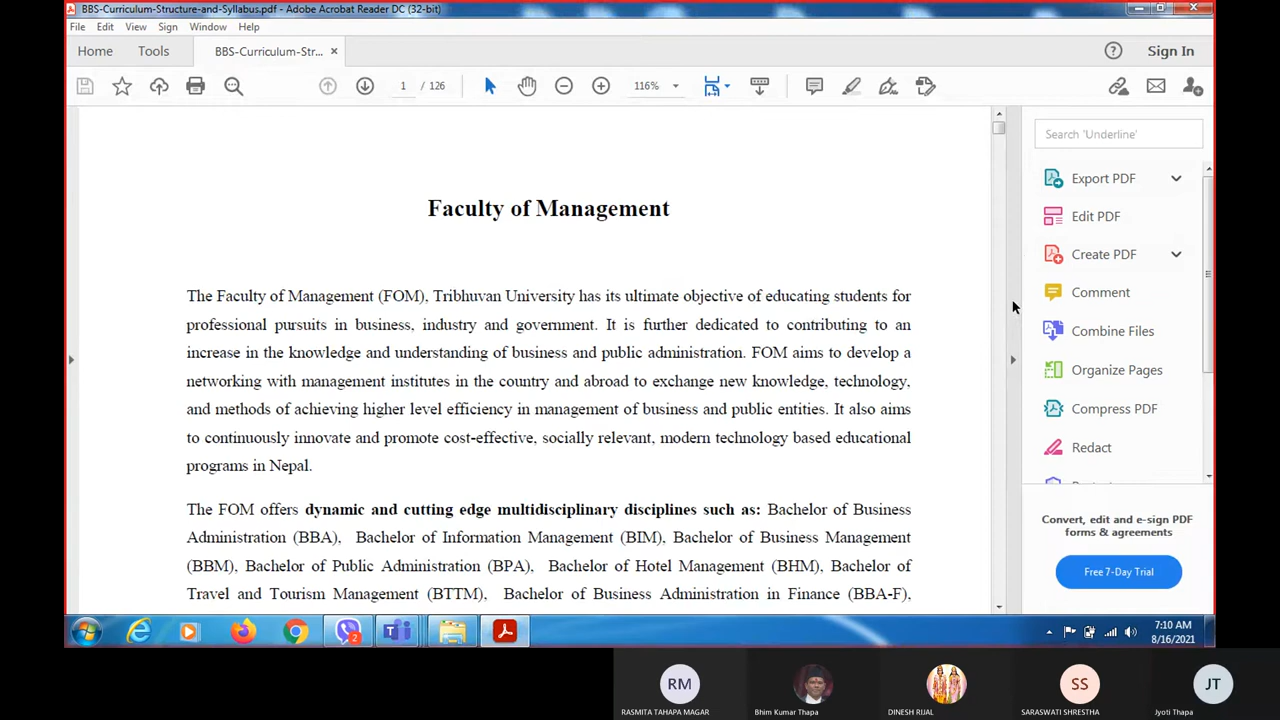 BBS-Curriculum-Structure-and-Syllabus.pdf - Adobe Acrobat Reader DC (32-bit)
File Edit View Sign Window Help
Home Tools BBS-Curriculum-Str... × Sign In
1 / 126 116%
Search 'Underline'
Export PDF
Edit PDF
Create PDF
Comment
Combine Files
Organize Pages
Compress PDF
Redact
Convert, edit and e-sign PDF
forms & agreements
Free 7-Day Trial
Faculty of Management
The Faculty of Management (FOM), Tribhuvan University has its ultimate objective of educating students for
professional pursuits in business, industry and government. It is further dedicated to contributing to an
increase in the knowledge and understanding of business and public administration. FOM aims to develop a
networking with management institutes in the country and abroad to exchange new knowledge, technology,
and methods of achieving higher level efficiency in management of business and public entities. It also aims
to continuously innovate and promote cost-effective, socially relevant, modern technology based educational
programs in Nepal.
The FOM offers dynamic and cutting edge multidisciplinary disciplines such as: Bachelor of Business
Administration (BBA), Bachelor of Information Management (BIM), Bachelor of Business Management
(BBM), Bachelor of Public Administration (BPA), Bachelor of Hotel Management (BHM), Bachelor of
Travel and Tourism Management (BTTM), Bachelor of Business Administration in Finance (BBA-F),
2
7:10 AM
8/16/2021
RM SS JT
RASMITA TAHAPA MAGAR Bhim Kumar Thapa DINESH RIJAL SARASWATI SHRESTHA Jyoti Thapa